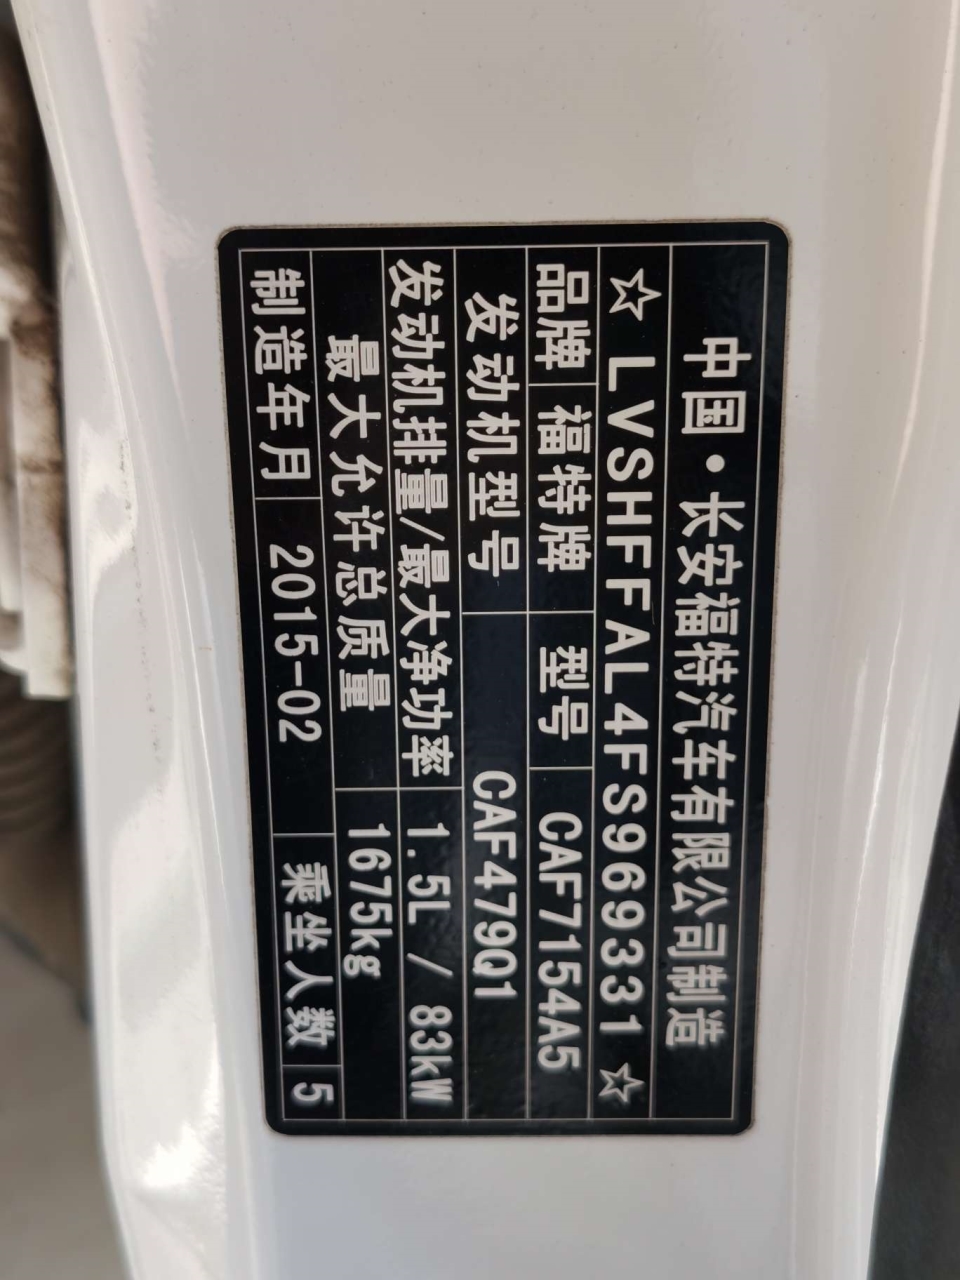 中国·长安福特汽车有限公司制造
☆LVSHFFAL4FS969331☆
品牌 福特牌 型号 CAF7154A5
发动机型号 CAF479Q1
发动机排量/最大净功率 1.5L / 83kW
最大允许总质量 1675kg
制造年月 2015-02 乘坐人数 5